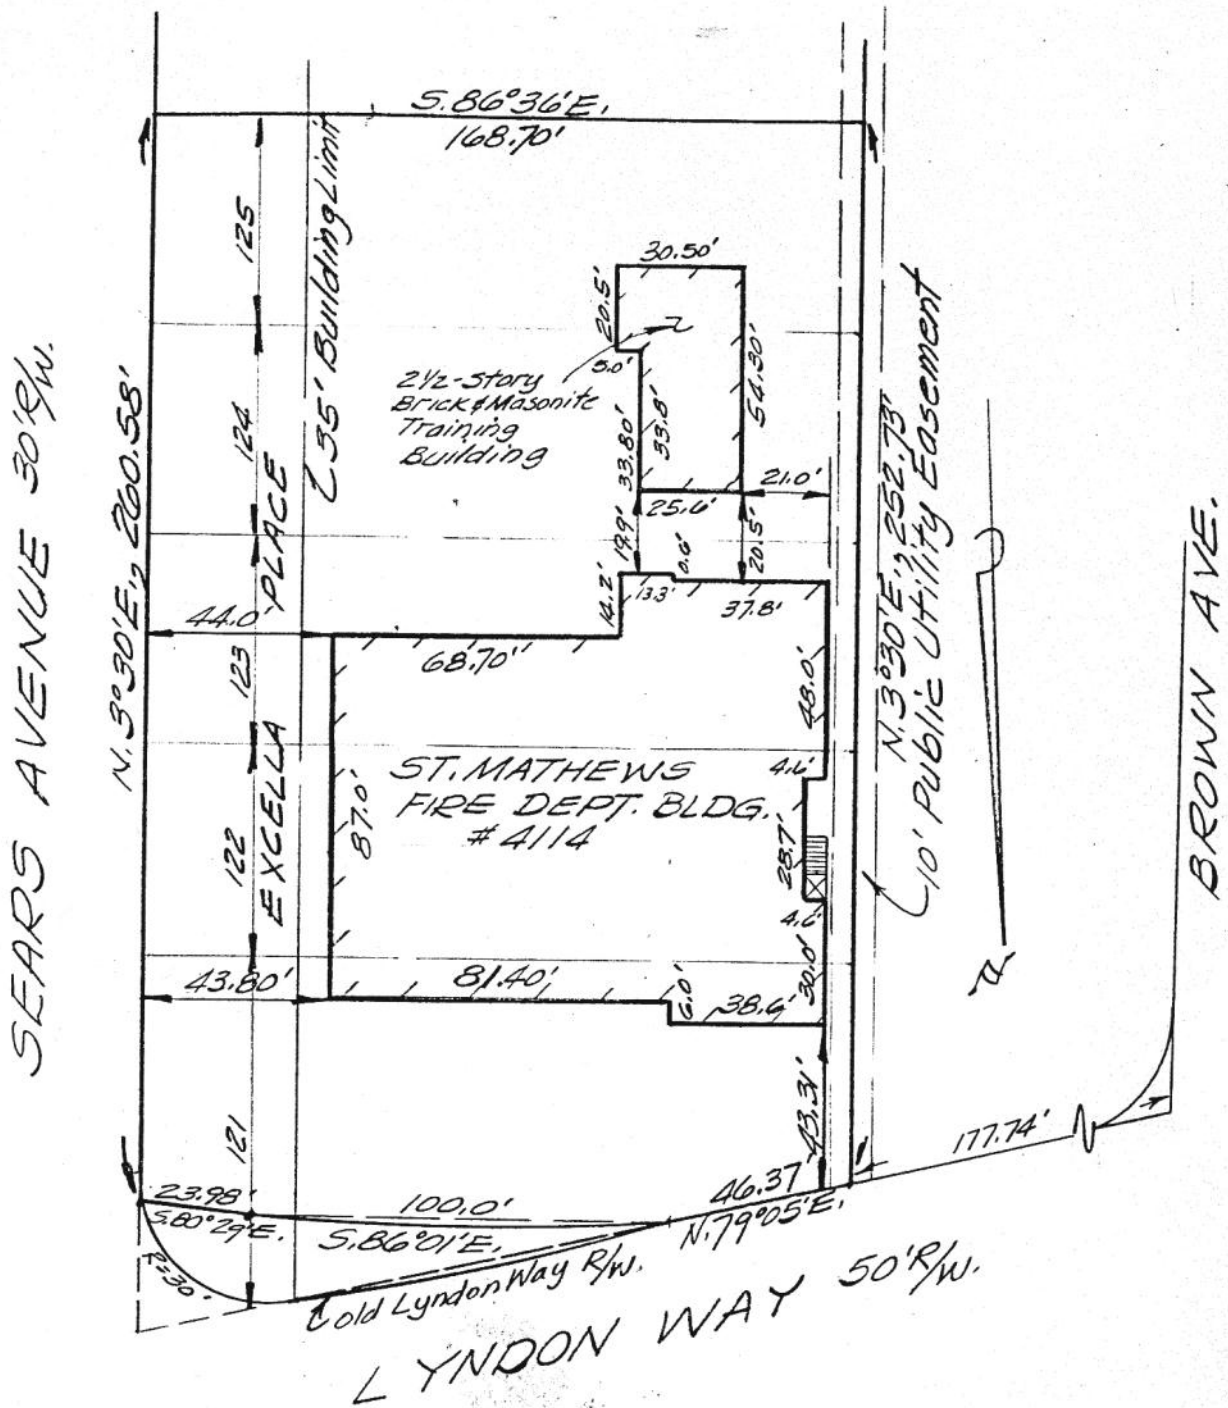 S.86°36'E.
168.70'
125
35' Building Limit
30.50'
20.5'
5.0'
2 1/2-Story
Brick & Masonite
Training
Building
33.80'
33.8'
54.30'
21.0'
25.6'
19.9'
0.6'
20.5'
124
N.3°30'E., 260.58'
SEARS AVENUE 30'R/W.
EXCELLA PLACE
44.0'
14.2'
13.3'
37.8'
68.70'
123
48.0'
N.3°30'E., 252.73'
10' Public Utility Easement
BROWN AVE.
87.0'
ST. MATHEWS
FIRE DEPT. BLDG.
# 4114
4.6'
28.7'
4.6'
122
43.80'
81.40'
6.0'
38.6'
30.0'
43.31'
121
177.74'
N
23.98'
S.80°29'E.
100.0'
S.86°01'E.
46.37'
N.79°05'E.
R=30'
Old Lyndon Way R/W.
LYNDON WAY 50'R/W.